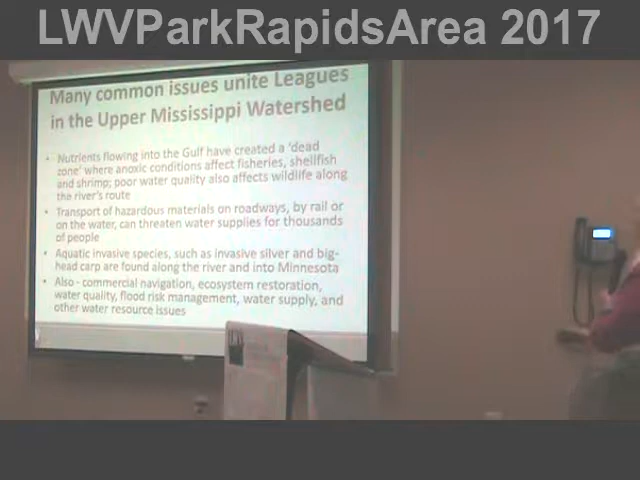 LWVParkRapidsArea 2017
Many common issues unite Leagues
in the Upper Mississippi Watershed
• Nutrients flowing into the Gulf have created a 'dead
zone' where anoxic conditions affect fisheries, shellfish
and shrimp; poor water quality also affects wildlife along
the river's route
• Transport of hazardous materials on roadways, by rail or
on the water, can threaten water supplies for thousands
of people
• Aquatic invasive species, such as invasive silver and big-
head carp are found along the river and into Minnesota
• Also - commercial navigation, ecosystem restoration,
water quality, flood risk management, water supply, and
other water resource issues
LWV